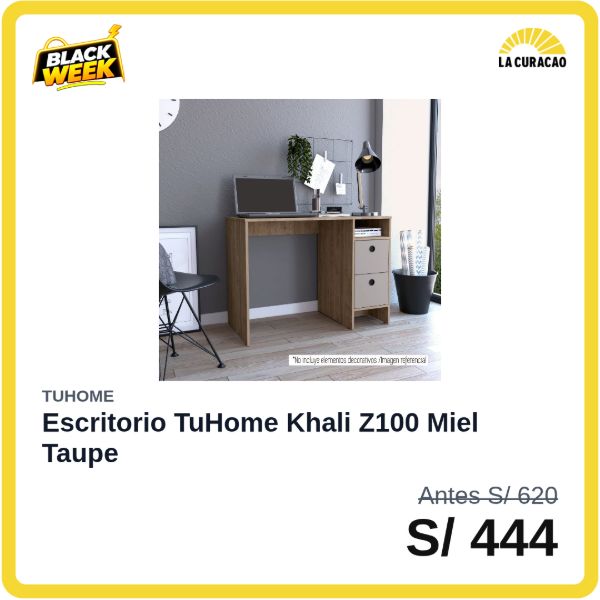 BLACK
WEEK
LA CURACAO
*No incluye elementos decorativos /Imagen referencial
TUHOME
Escritorio TuHome Khali Z100 Miel
Taupe
Antes S/ 620
S/ 444